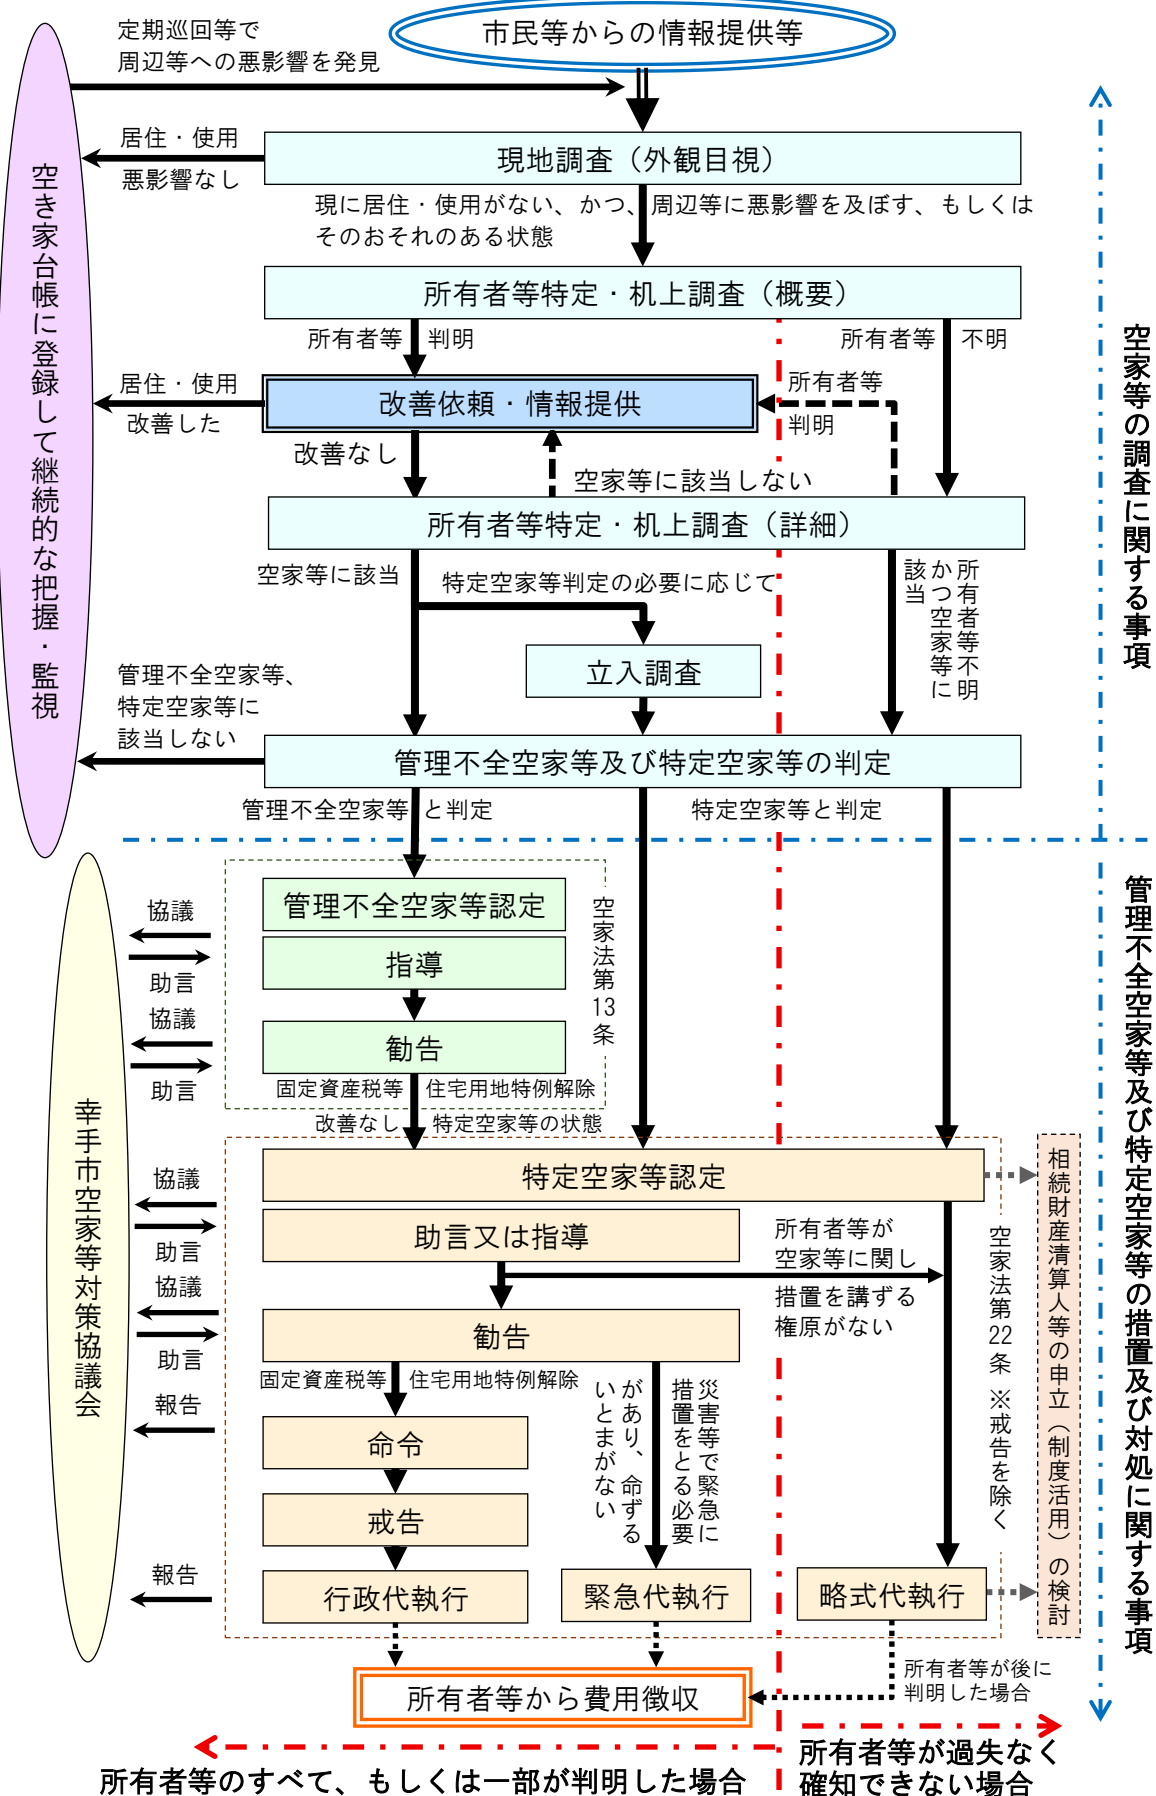 市民等からの情報提供等
定期巡回等で
周辺等への悪影響を発見
居住・使用
悪影響なし
現地調査（外観目視）
現に居住・使用がない、かつ、周辺等に悪影響を及ぼす、もしくは
そのおそれのある状態
所有者等特定・机上調査（概要）
所有者等 判明
所有者等 不明
居住・使用
改善した
改善依頼・情報提供
所有者等
判明
改善なし
空家等に該当しない
所有者等特定・机上調査（詳細）
空家等に該当
特定空家等判定の必要に応じて
所有者等不明
かつ空家等に
該当
立入調査
管理不全空家等、
特定空家等に
該当しない
管理不全空家等及び特定空家等の判定
管理不全空家等 と判定
特定空家等と判定
空き家台帳に登録して継続的な把握・監視
空家等の調査に関する事項
管理不全空家等認定
指導
勧告
空家法第13条
固定資産税等 住宅用地特例解除
改善なし 特定空家等の状態
協議
助言
協議
助言
幸手市空家等対策協議会
特定空家等認定
助言又は指導
所有者等が
空家等に関し
措置を講ずる
権原がない
勧告
固定資産税等 住宅用地特例解除
災害等で緊急に
措置をとる必要
があり、命ずる
いとまがない
命令
戒告
行政代執行
緊急代執行
略式代執行
協議
助言
協議
助言
報告
報告
空家法第22条 ※戒告を除く
相続財産清算人等の申立（制度活用）の検討
管理不全空家等及び特定空家等の措置及び対処に関する事項
所有者等から費用徴収
所有者等が後に
判明した場合
所有者等のすべて、もしくは一部が判明した場合
所有者等が過失なく
確知できない場合